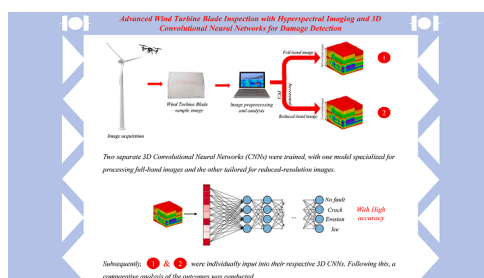 Advanced Wind Turbine Blade Inspection with Hyperspectral Imaging and 3D
Convolutional Neural Networks for Damage Detection
Full-band image
1
Wind Turbine Blade
sample image
Image preprocessing
and analysis
PCA
Reduced-band image
2
Image acquisition
Two separate 3D Convolutional Neural Networks (CNNs) were trained, with one model specialized for
processing full-band images and the other tailored for reduced-resolution images.
No fault
Crack
Erosion
Ice
...
With High
accuracy
Subsequently, 1 & 2 were individually input into their respective 3D CNNs. Following this, a
comparative analysis of the outcomes was conducted.